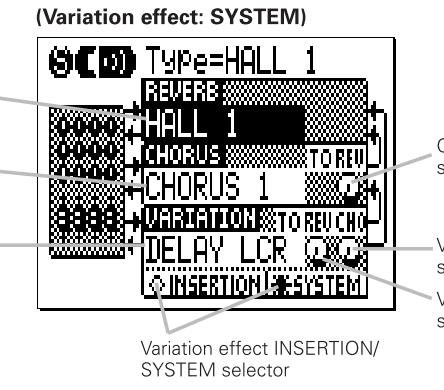 (Variation effect: SYSTEM)
Type=HALL 1
REVERB
HALL 1
CHORUS TO REV
CHORUS 1
VARIATION TO REV CHO
DELAY LCR
INSERTION SYSTEM
Variation effect INSERTION/
SYSTEM selector